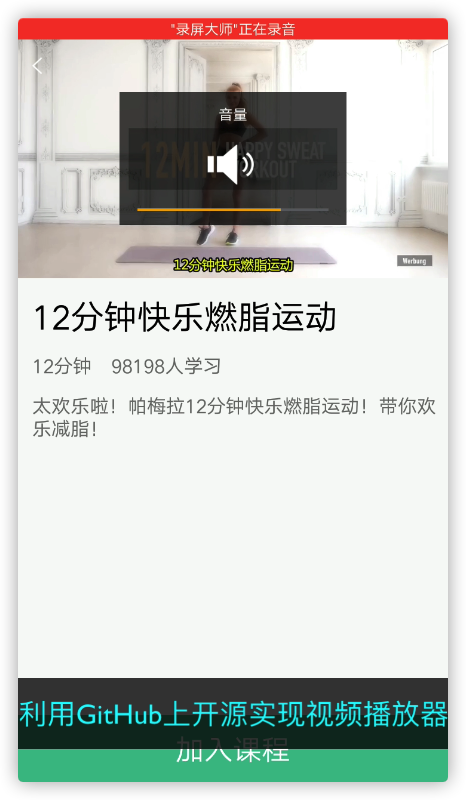 "录屏大师"正在录音
音量
12MIN HAPPY SWEAT
WORKOUT
12分钟快乐燃脂运动
Werbung
12分钟快乐燃脂运动
12分钟 98198人学习
太欢乐啦！帕梅拉12分钟快乐燃脂运动！带你欢
乐减脂！
利用GitHub上开源实现视频播放器
加入课程